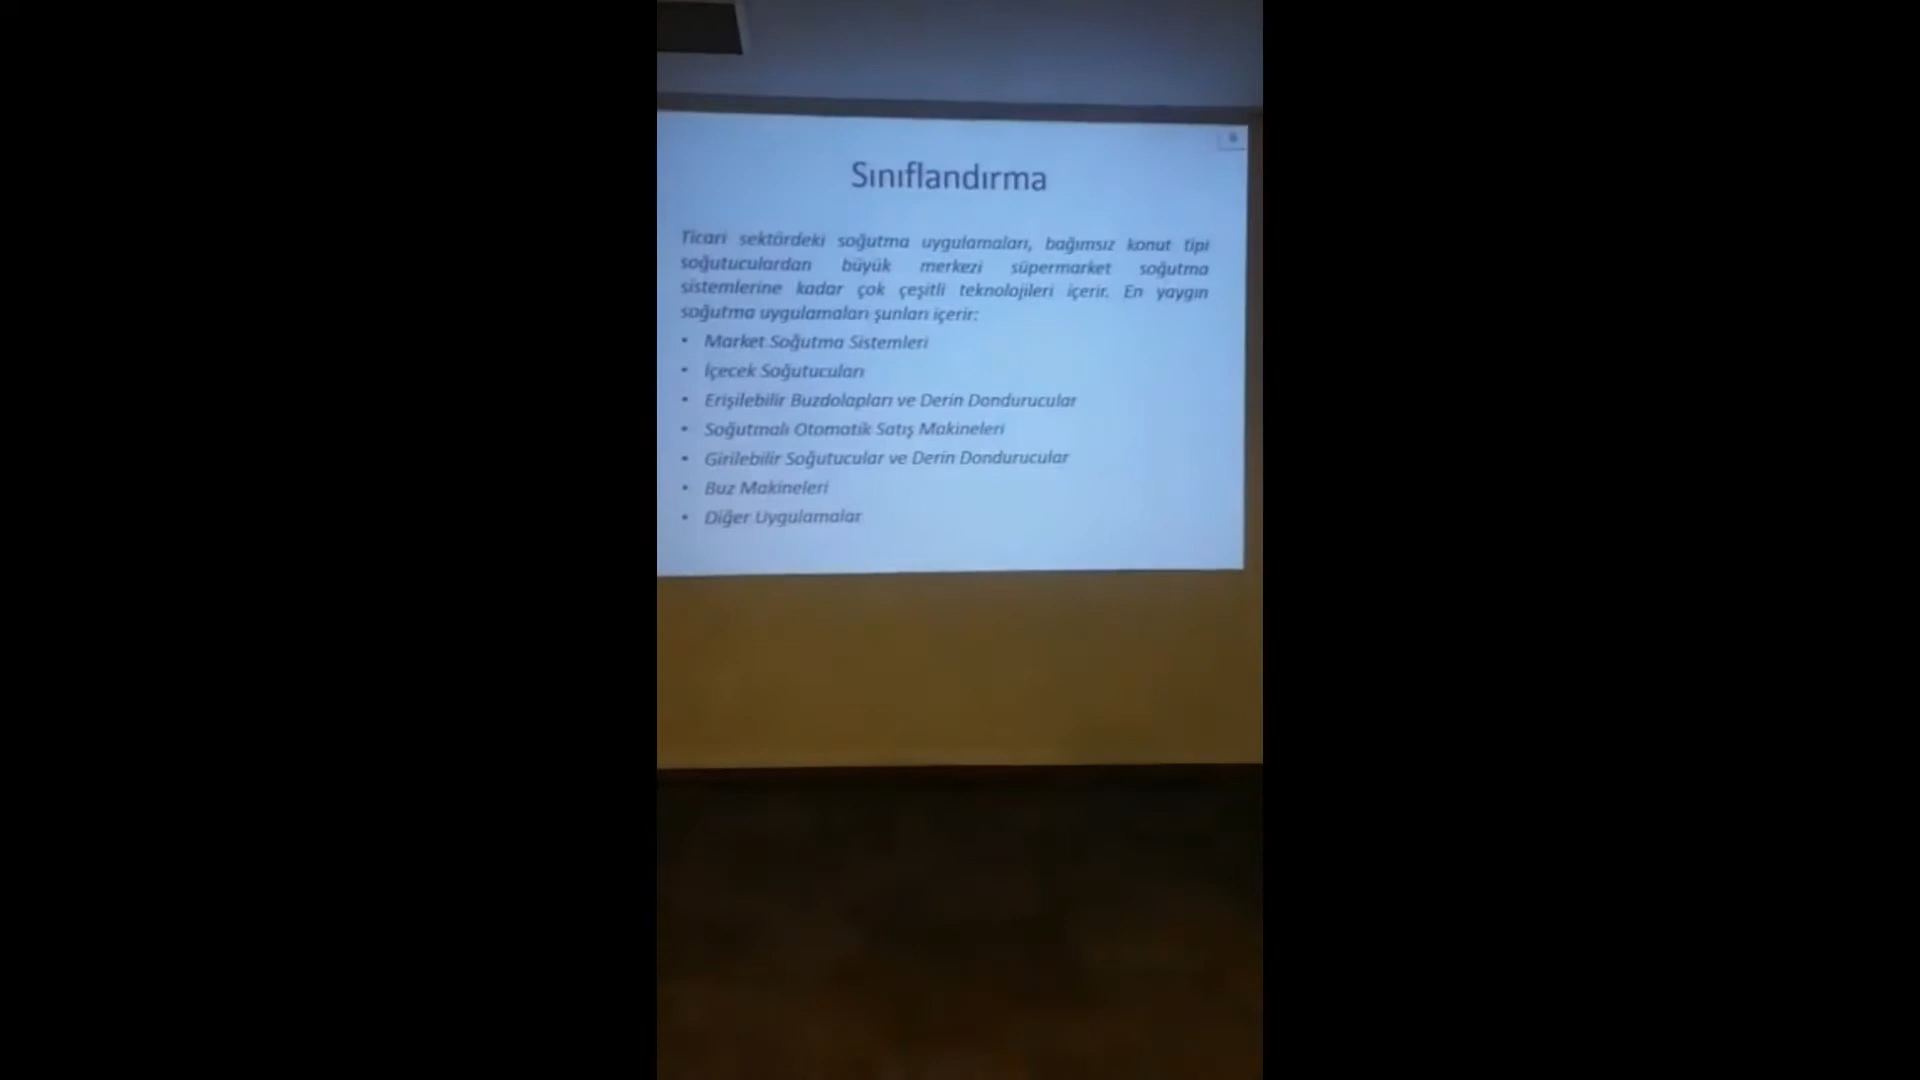 Sınıflandırma
Ticari sektördeki soğutma uygulamaları, bağımsız konut tipi
soğutuculardan büyük merkezi süpermarket soğutma
sistemlerine kadar çok çeşitli teknolojileri içerir. En yaygın
soğutma uygulamaları şunları içerir:
• Market Soğutma Sistemleri
• İçecek Soğutucuları
• Erişilebilir Buzdolapları ve Derin Dondurucular
• Soğutmalı Otomatik Satış Makineleri
• Girilebilir Soğutucular ve Derin Dondurucular
• Buz Makineleri
• Diğer Uygulamalar